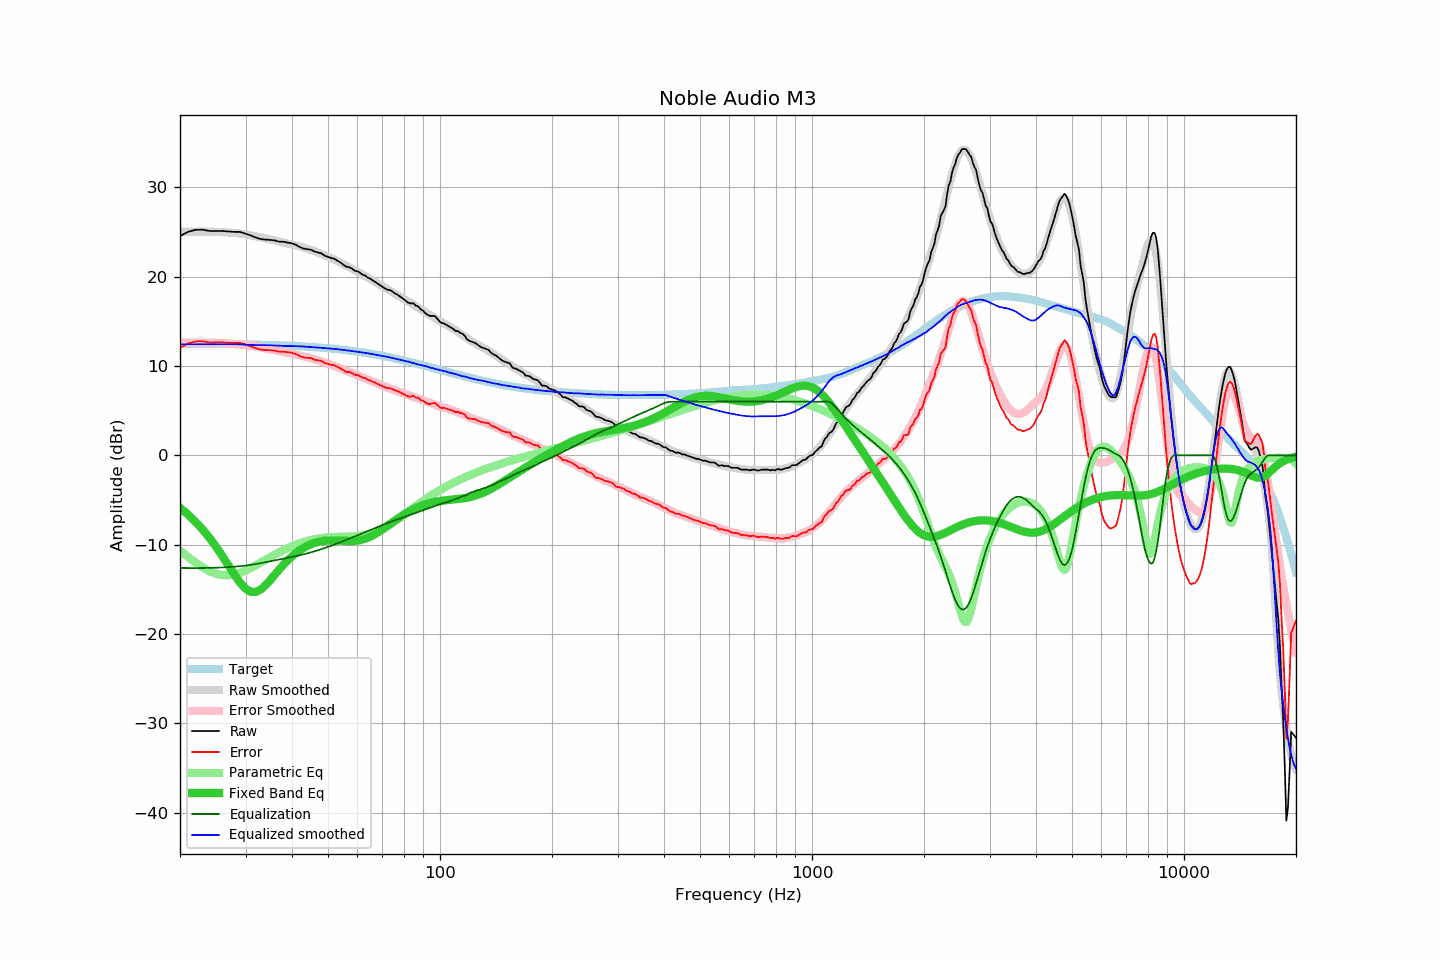 Noble Audio M3
30
20
10
0
−10
−20
−30
−40
Amplitude (dBr)
Target
Raw Smoothed
Error Smoothed
Raw
Error
Parametric Eq
Fixed Band Eq
Equalization
Equalized smoothed
100
1000
10000
Frequency (Hz)